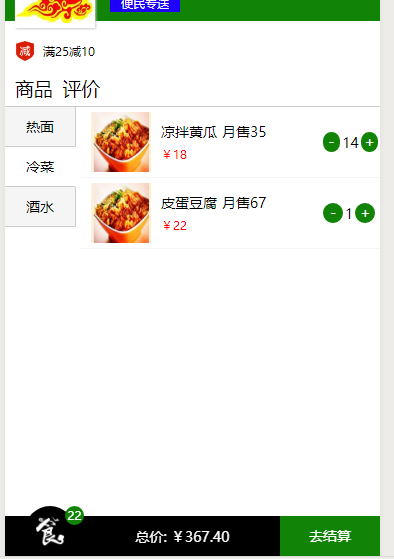 便民专送
减 满25减10
商品 评价
热面
冷菜
酒水
凉拌黄瓜 月售35
￥18
- 14 +
皮蛋豆腐 月售67
￥22
- 1 +
食 22
总价: ￥367.40
去结算